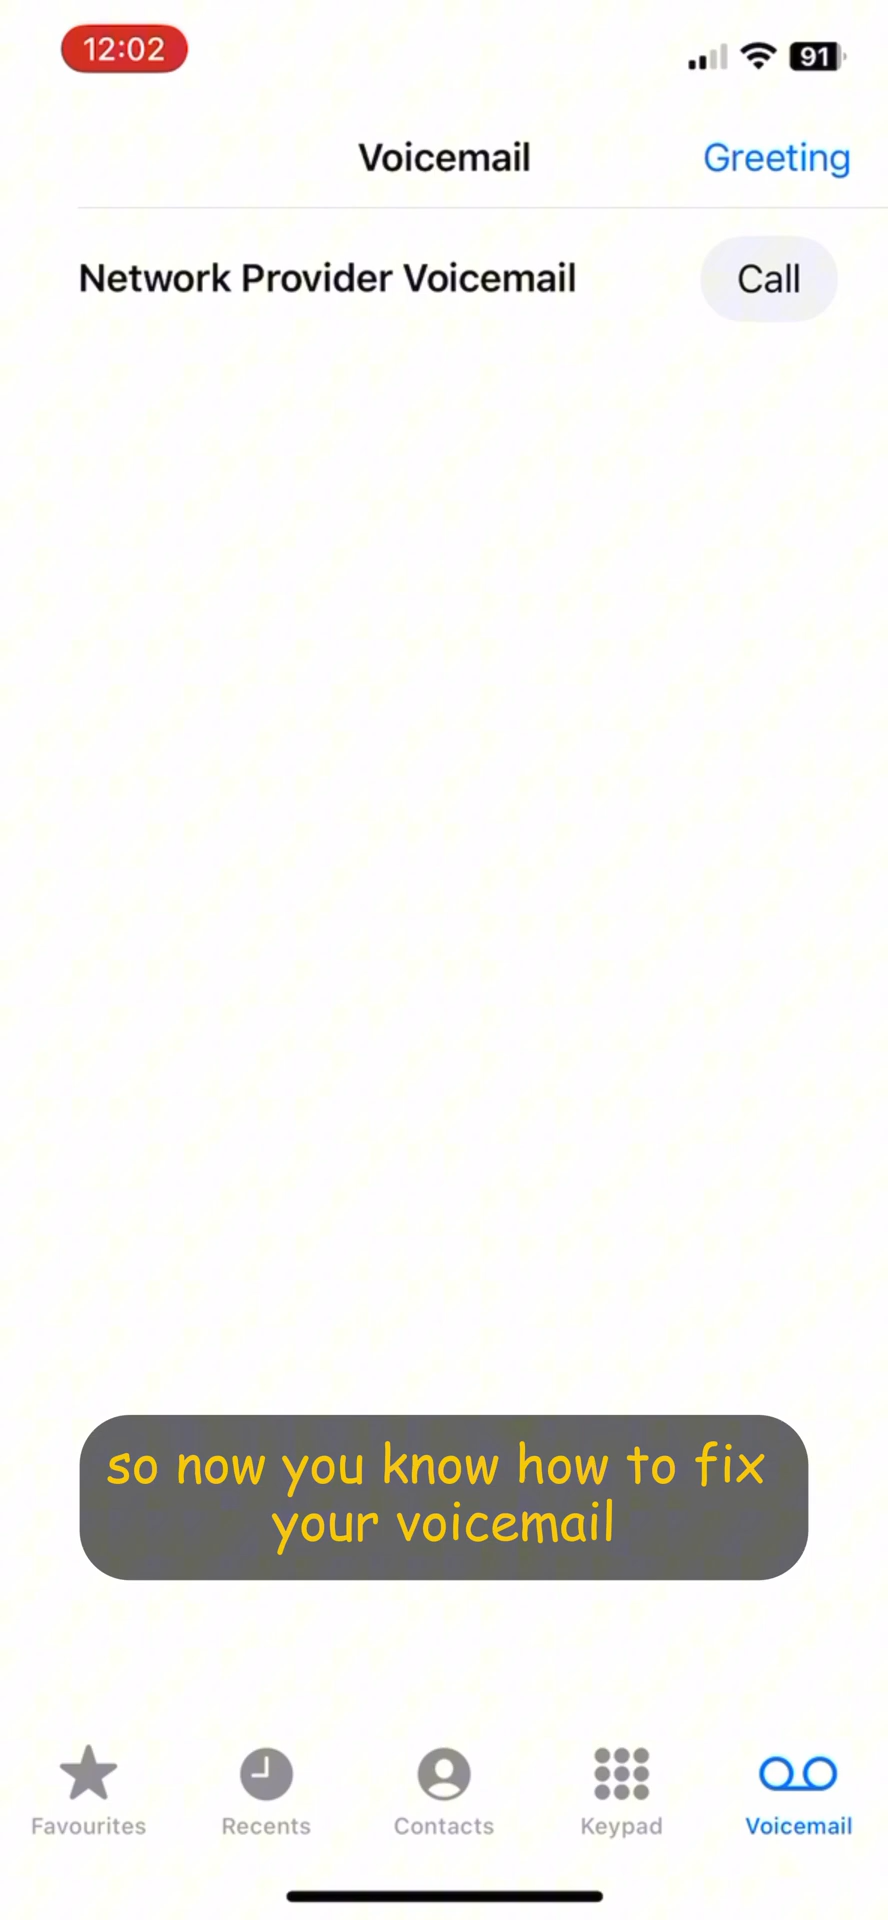 12:02
91
Voicemail
Greeting
Network Provider Voicemail
Call
so now you know how to fix
your voicemail
Favourites
Recents
Contacts
Keypad
Voicemail